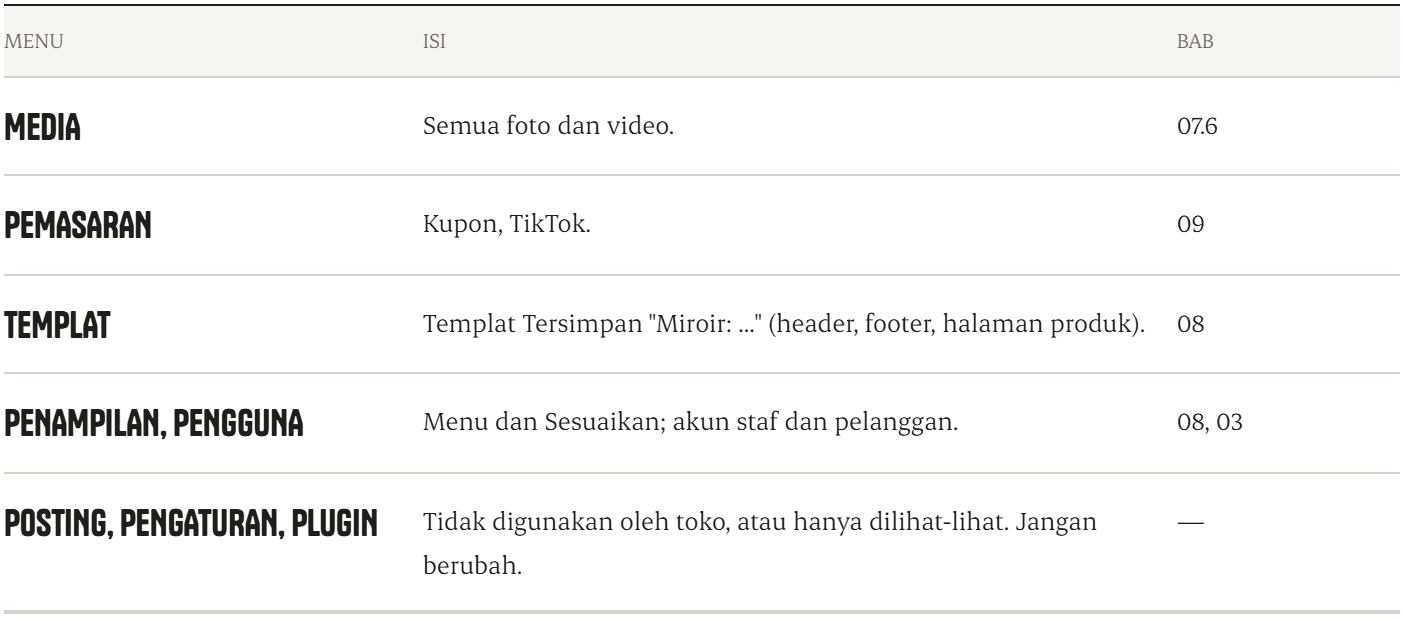 MENU ISI BAB
MEDIA Semua foto dan video. 07.6
PEMASARAN Kupon, TikTok. 09
TEMPLAT Templat Tersimpan "Miroir: ..." (header, footer, halaman produk). 08
PENAMPILAN, PENGGUNA Menu dan Sesuaikan; akun staf dan pelanggan. 08, 03
POSTING, PENGATURAN, PLUGIN Tidak digunakan oleh toko, atau hanya dilihat-lihat. Jangan —
berubah.